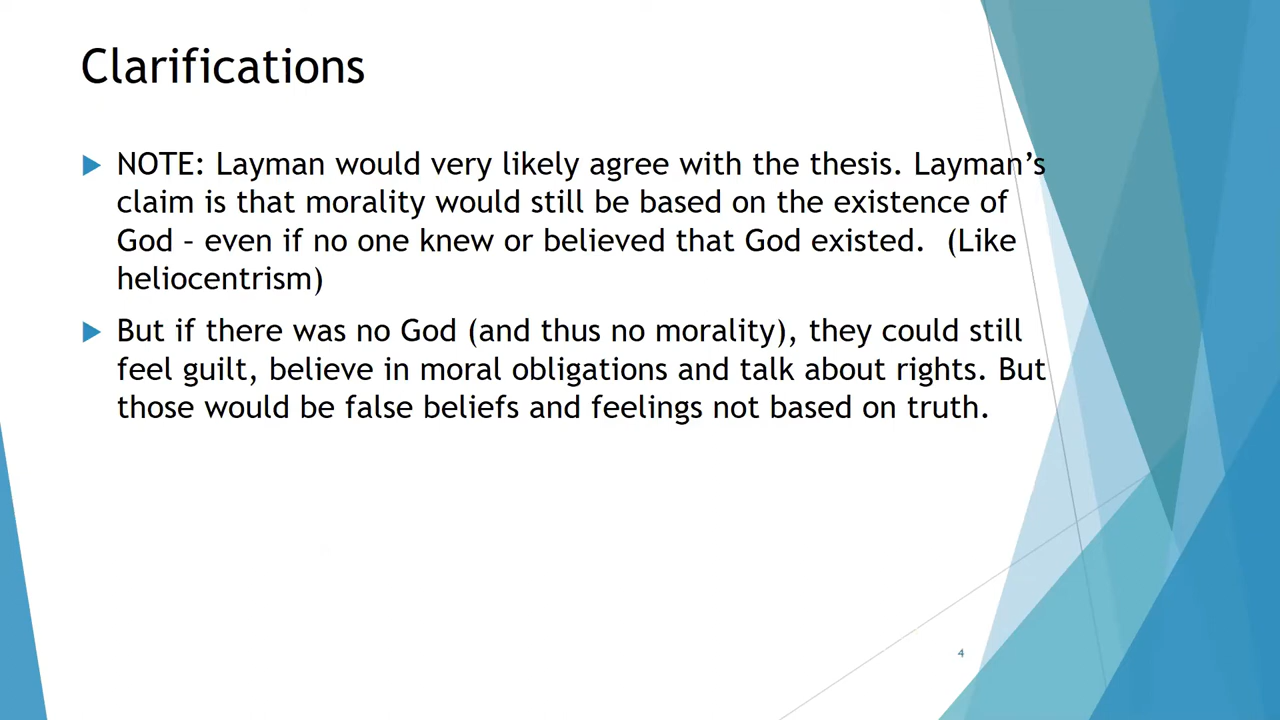 Clarifications
NOTE: Layman would very likely agree with the thesis. Layman’s
claim is that morality would still be based on the existence of
God – even if no one knew or believed that God existed.  (Like
heliocentrism)
But if there was no God (and thus no morality), they could still
feel guilt, believe in moral obligations and talk about rights. But
those would be false beliefs and feelings not based on truth.
4